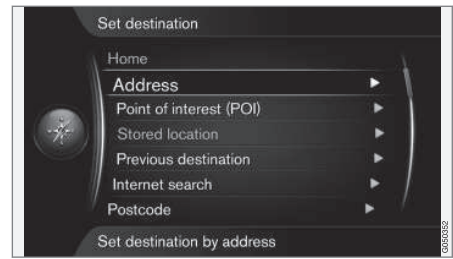 Set destination
Home
Address
Point of interest (POI)
Stored location
Previous destination
Internet search
Postcode
Set destination by address
G050352